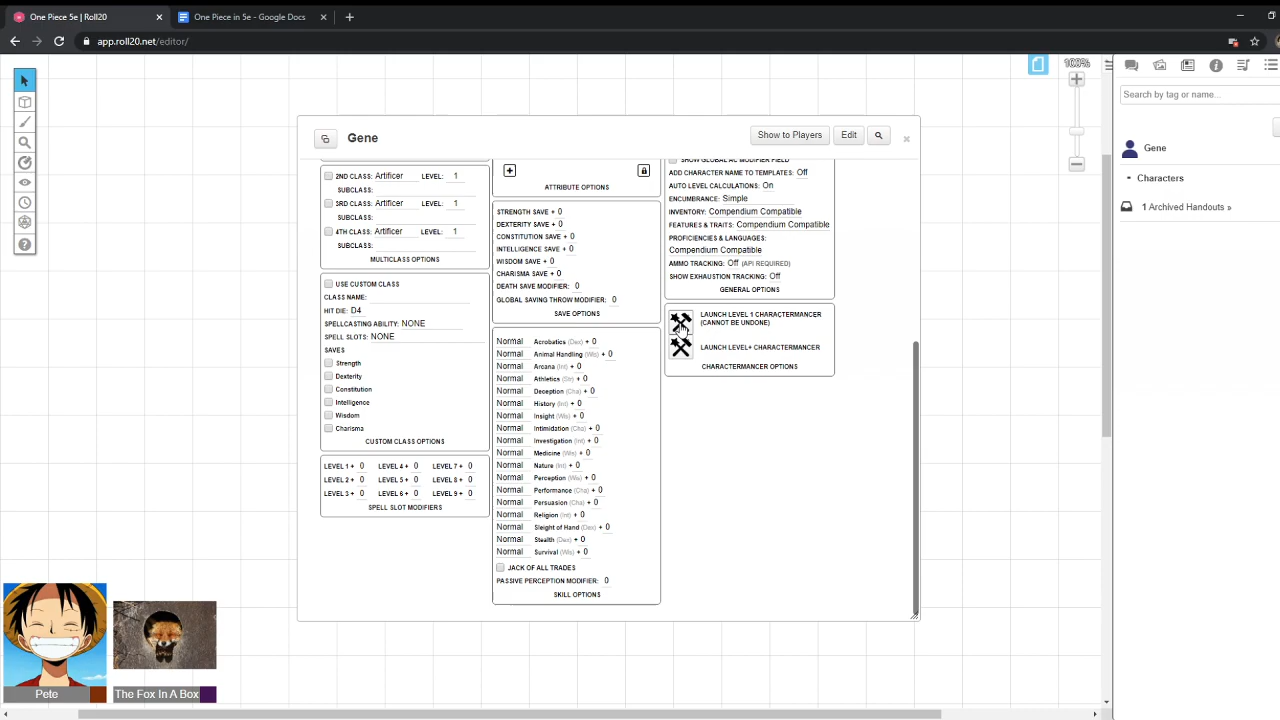 One Piece 5e | Roll20
One Piece in 5e - Google Docs
app.roll20.net/editor/
100%
Search by tag or name...
Gene
Characters
1 Archived Handouts »
Gene
Show to Players
Edit
2ND CLASS: Artificer LEVEL: 1
SUBCLASS:
3RD CLASS: Artificer LEVEL: 1
SUBCLASS:
4TH CLASS: Artificer LEVEL: 1
SUBCLASS:
MULTICLASS OPTIONS
USE CUSTOM CLASS
CLASS NAME:
HIT DIE: D4
SPELLCASTING ABILITY: NONE
SPELL SLOTS: NONE
SAVES
Strength
Dexterity
Constitution
Intelligence
Wisdom
Charisma
CUSTOM CLASS OPTIONS
LEVEL 1 + 0 LEVEL 4 + 0 LEVEL 7 + 0
LEVEL 2 + 0 LEVEL 5 + 0 LEVEL 8 + 0
LEVEL 3 + 0 LEVEL 6 + 0 LEVEL 9 + 0
SPELL SLOT MODIFIERS
ATTRIBUTE OPTIONS
STRENGTH SAVE + 0
DEXTERITY SAVE + 0
CONSTITUTION SAVE + 0
INTELLIGENCE SAVE + 0
WISDOM SAVE + 0
CHARISMA SAVE + 0
DEATH SAVE MODIFIER: 0
GLOBAL SAVING THROW MODIFIER: 0
SAVE OPTIONS
Normal Acrobatics (Dex) + 0
Normal Animal Handling (Wis) + 0
Normal Arcana (Int) + 0
Normal Athletics (Str) + 0
Normal Deception (Cha) + 0
Normal History (Int) + 0
Normal Insight (Wis) + 0
Normal Intimidation (Cha) + 0
Normal Investigation (Int) + 0
Normal Medicine (Wis) + 0
Normal Nature (Int) + 0
Normal Perception (Wis) + 0
Normal Performance (Cha) + 0
Normal Persuasion (Cha) + 0
Normal Religion (Int) + 0
Normal Sleight of Hand (Dex) + 0
Normal Stealth (Dex) + 0
Normal Survival (Wis) + 0
JACK OF ALL TRADES
PASSIVE PERCEPTION MODIFIER: 0
SKILL OPTIONS
SHOW GLOBAL AC MODIFIER FIELD
ADD CHARACTER NAME TO TEMPLATES: Off
AUTO LEVEL CALCULATIONS: On
ENCUMBRANCE: Simple
INVENTORY: Compendium Compatible
FEATURES & TRAITS: Compendium Compatible
PROFICIENCIES & LANGUAGES:
Compendium Compatible
AMMO TRACKING: Off (API REQUIRED)
SHOW EXHAUSTION TRACKING: Off
GENERAL OPTIONS
LAUNCH LEVEL 1 CHARACTERMANCER
(CANNOT BE UNDONE)
LAUNCH LEVEL+ CHARACTERMANCER
CHARACTERMANCER OPTIONS
Pete
The Fox In A Box